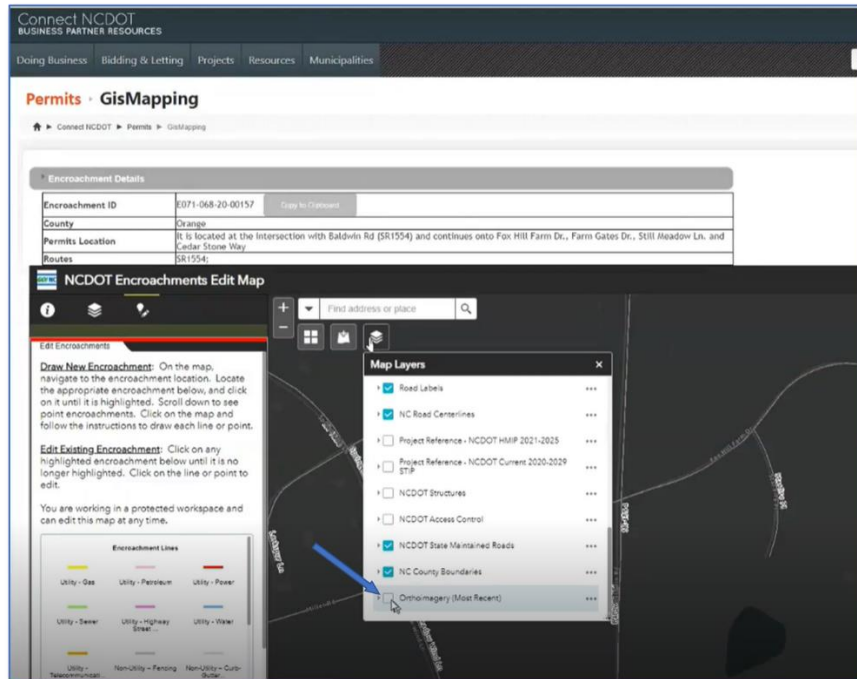 Connect NCDOT
BUSINESS PARTNER RESOURCES
Doing Business Bidding & Letting Projects Resources Municipalities
Permits · GisMapping
Connect NCDOT ► Permits ► GisMapping
Encroachment Details
Encroachment ID E071-068-20-00157 Copy to Clipboard
County Orange
Permits Location It is located at the intersection with Baldwin Rd (SR1554) and continues onto Fox Hill Farm Dr., Farm Gates Dr., Still Meadow Ln. and
Cedar Stone Way
Routes SR1554;
NCDOT Encroachments Edit Map
Find address or place
Edit Encroachments
Draw New Encroachment: On the map,
navigate to the encroachment location. Locate
the appropriate encroachment below, and click
on it until it is highlighted. Scroll down to see
point encroachments. Click on the map and
follow the instructions to draw each line or point.
Edit Existing Encroachment: Click on any
highlighted encroachment below until it is no
longer highlighted. Click on the line or point to
edit.
You are working in a protected workspace and
can edit this map at any time.
Encroachment Lines
Utility - Gas Utility - Petroleum Utility - Power
Utility - Sewer Utility - Highway Utility - Water
Street ...
Utility - Non-Utility - Fencing Non-Utility - Curb-
Telecommunicati... Gutter...
Map Layers
Road Labels
NC Road Centerlines
Project Reference - NCDOT HMIP 2021-2025
Project Reference - NCDOT Current 2020-2029
STIP
NCDOT Structures
NCDOT Access Control
NCDOT State Maintained Roads
NC County Boundaries
Orthoimagery (Most Recent)